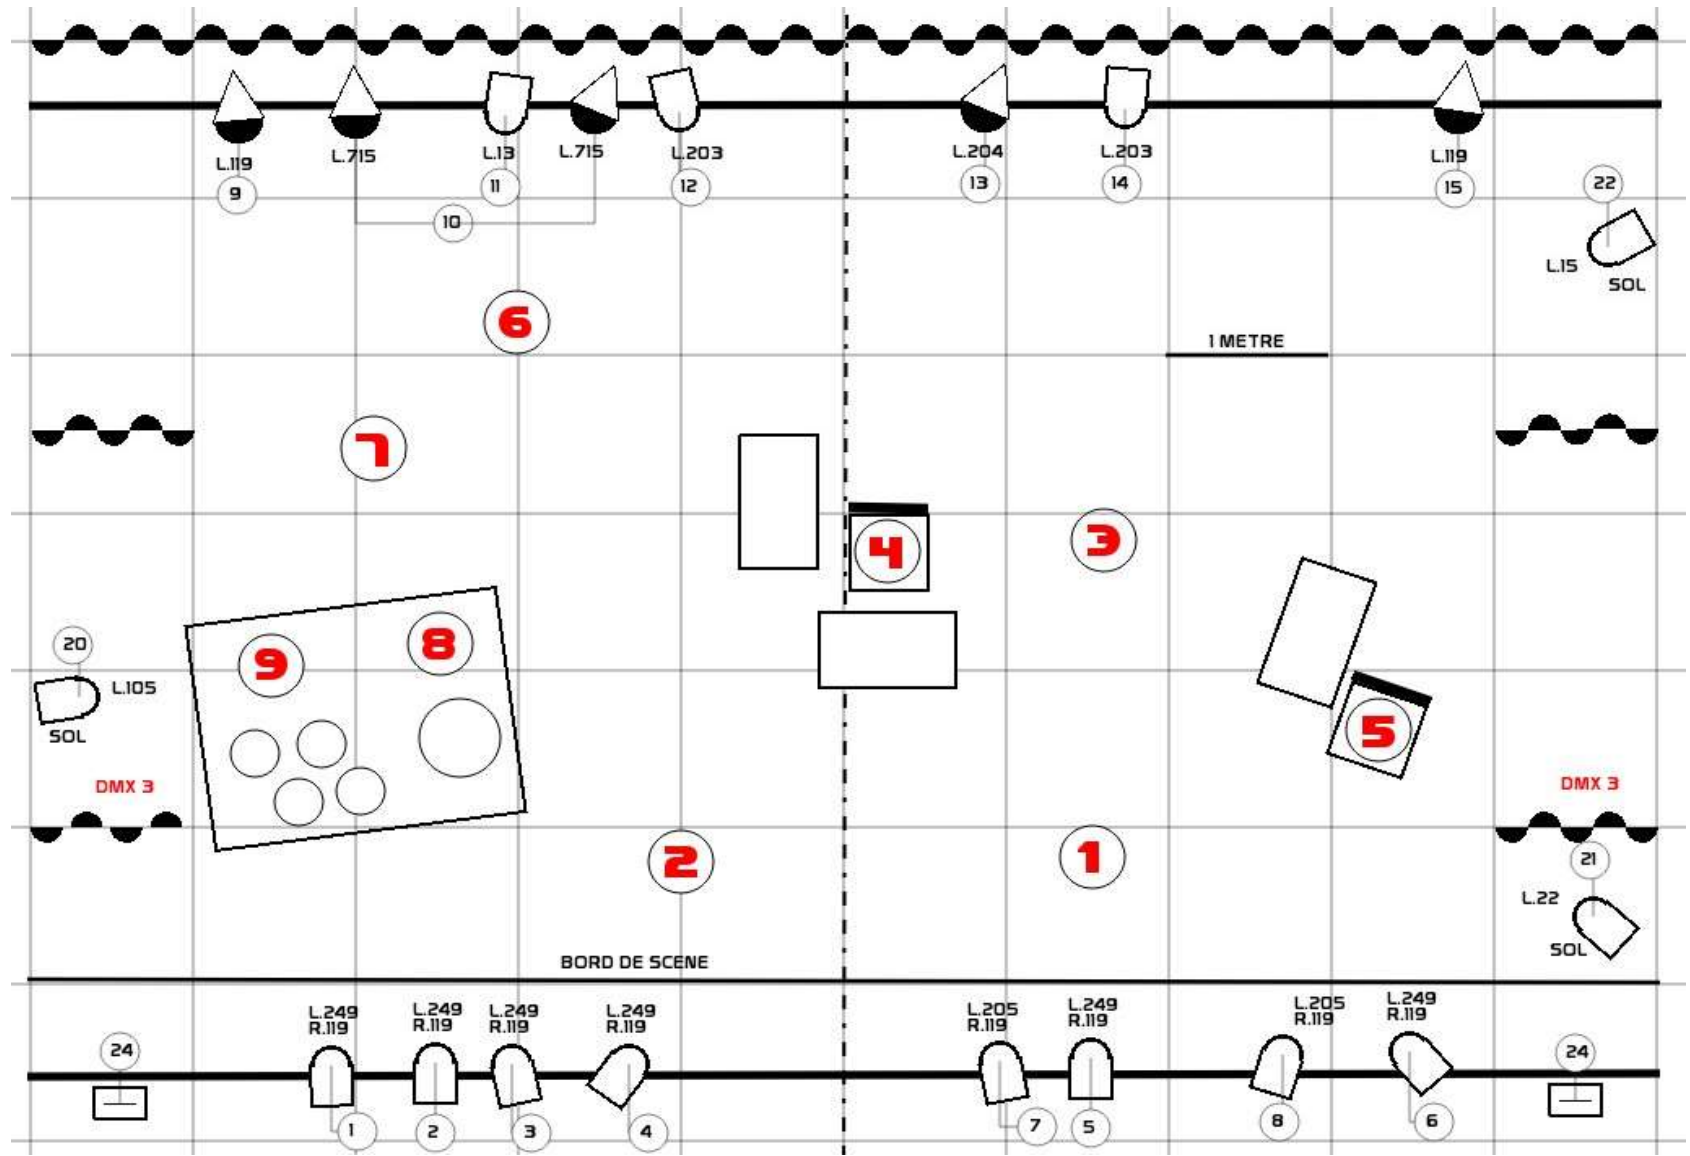 L.119
L.715
L.13
L.715
L.203
L.204
L.203
L.119
9
11
12
13
14
15
22
10
L.15
SOL
6
1 METRE
7
4
3
20
9
8
L.105
SOL
5
DMX 3
DMX 3
2
1
21
L.22
SOL
BORD DE SCENE
L.249
R.119
L.249
R.119
L.249
R.119
L.249
R.119
L.205
R.119
L.249
R.119
L.205
R.119
L.249
R.119
24
24
1
2
3
4
7
5
8
6